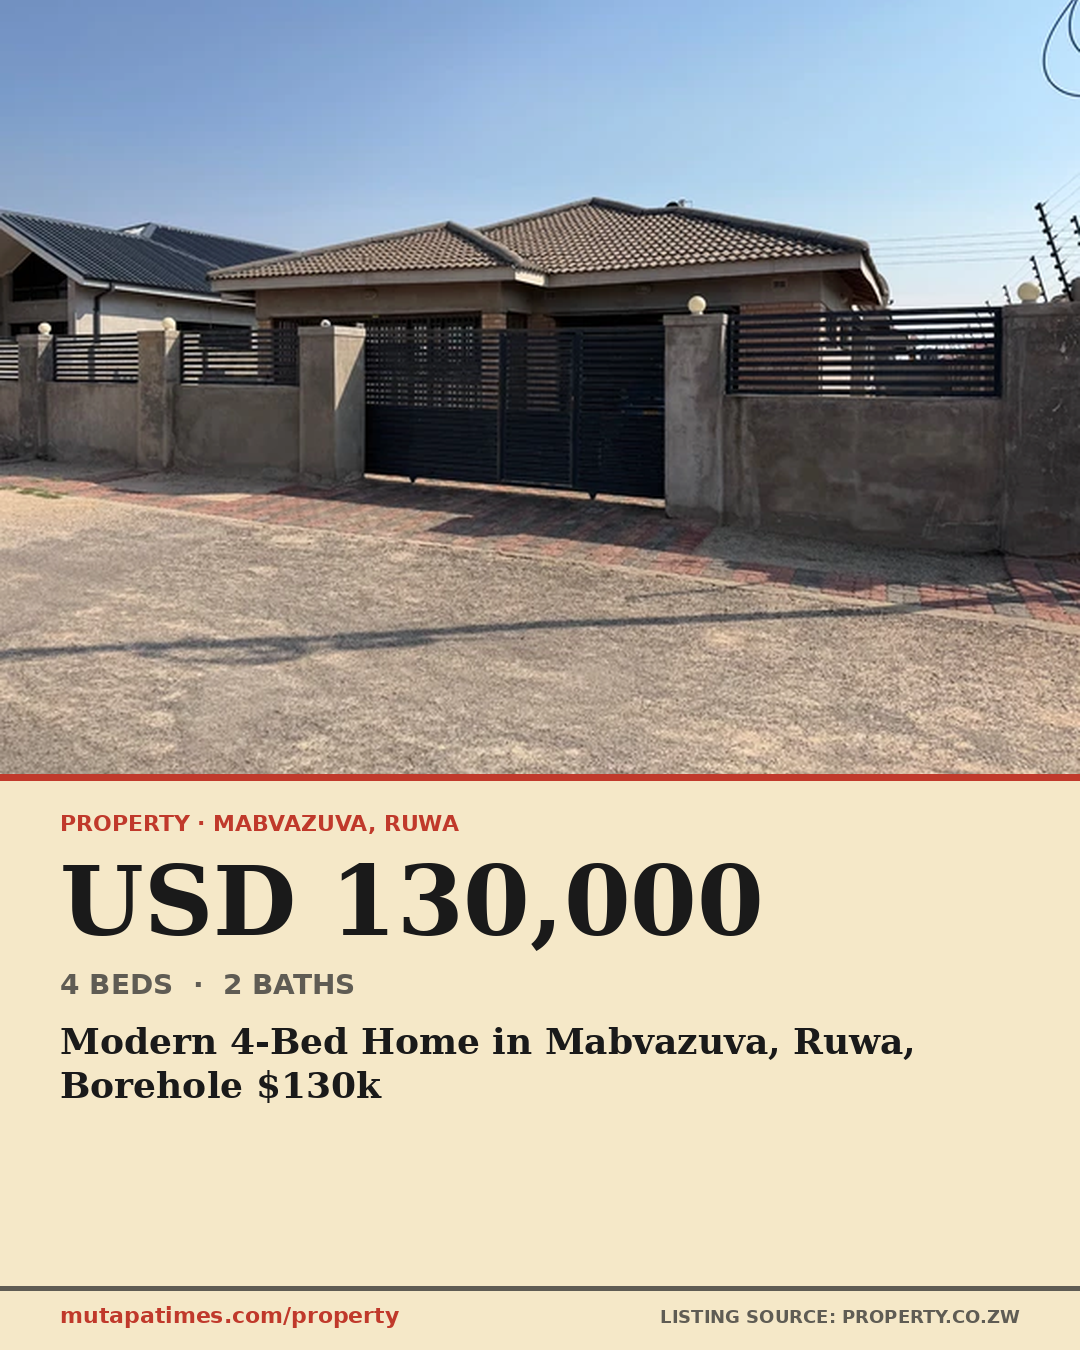 PROPERTY · MABVAZUVA, RUWA
USD 130,000
4 BEDS · 2 BATHS
Modern 4-Bed Home in Mabvazuva, Ruwa,
Borehole $130k
mutapatimes.com/property
LISTING SOURCE: PROPERTY.CO.ZW